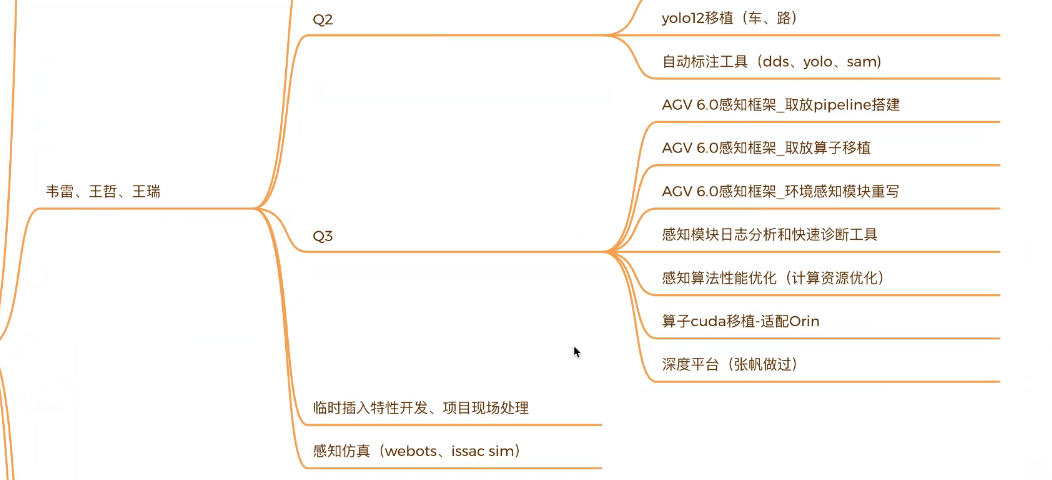 韦雷、王哲、王瑞
Q2
yolo12移植（车、路）
自动标注工具（dds、yolo、sam）
Q3
AGV 6.0感知框架_取放pipeline搭建
AGV 6.0感知框架_取放算子移植
AGV 6.0感知框架_环境感知模块重写
感知模块日志分析和快速诊断工具
感知算法性能优化（计算资源优化）
算子cuda移植-适配Orin
深度平台（张帆做过）
临时插入特性开发、项目现场处理
感知仿真（webots、issac sim）